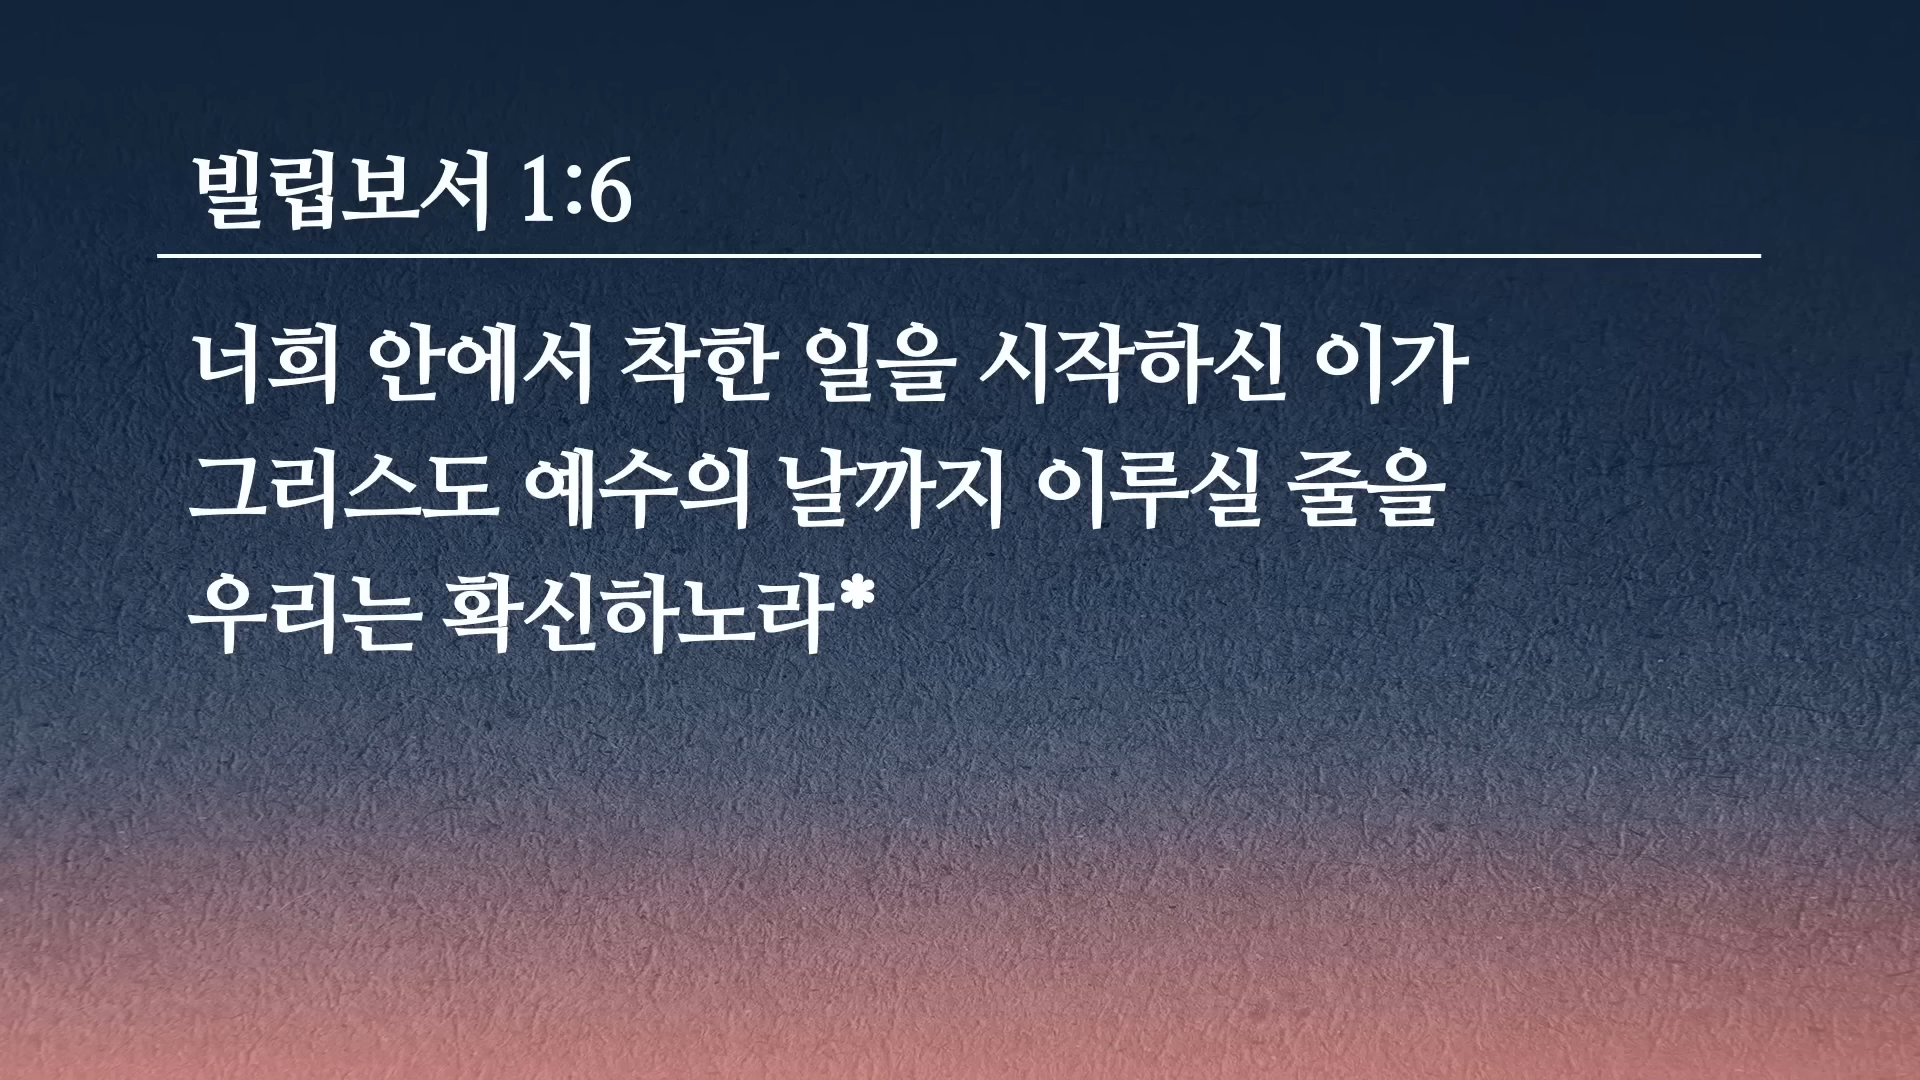 빌립보서 1:6
너희 안에서 착한 일을 시작하신 이가
그리스도 예수의 날까지 이루실 줄을
우리는 확신하노라*